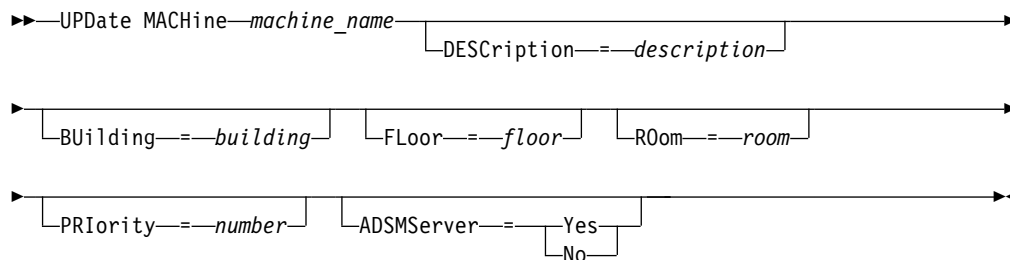 UPDate MACHine machine_name
DESCription = description
BUilding = building FLoor = floor ROom = room
PRIority = number ADSMServer = Yes
No